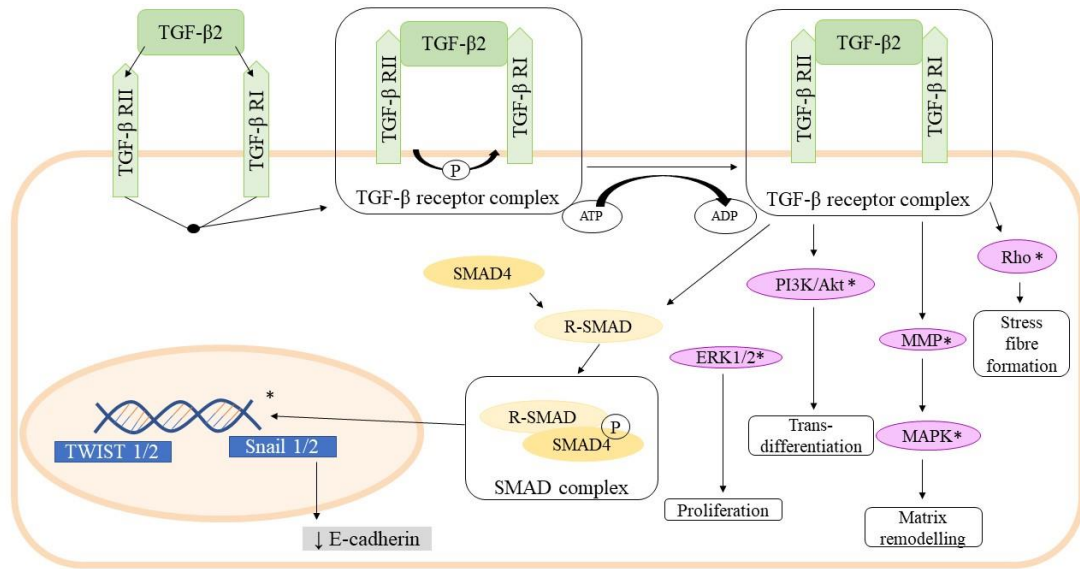 TGF-β2
TGF-β RII
TGF-β RI
TGF-β2
TGF-β RII
TGF-β RI
P
TGF-β receptor complex
ATP
ADP
TGF-β2
TGF-β RII
TGF-β RI
TGF-β receptor complex
SMAD4
R-SMAD
PI3K/Akt *
Rho *
Stress
fibre
formation
ERK1/2*
MMP*
R-SMAD
P
SMAD4
SMAD complex
*
TWIST 1/2
Snail 1/2
↓ E-cadherin
Trans-
differentiation
MAPK*
Proliferation
Matrix
remodelling